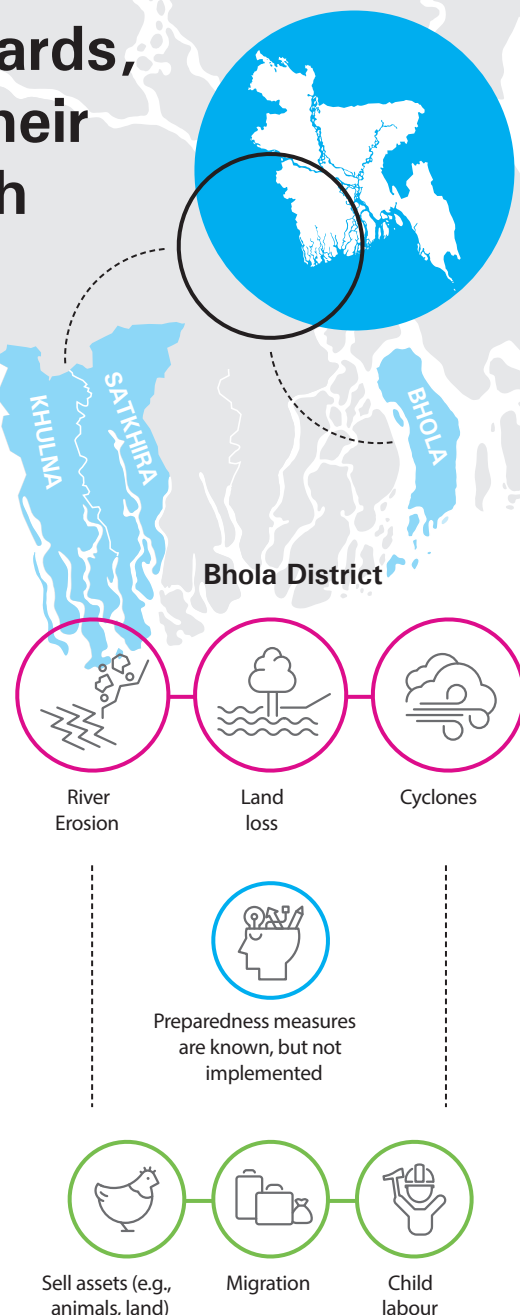 ards,
heir
h
KHULNA
SATKHIRA
BHOLA
Bhola District
River
Erosion
Land
loss
Cyclones
Preparedness measures
are known, but not
implemented
Sell assets (e.g.,
animals, land)
Migration
Child
labour